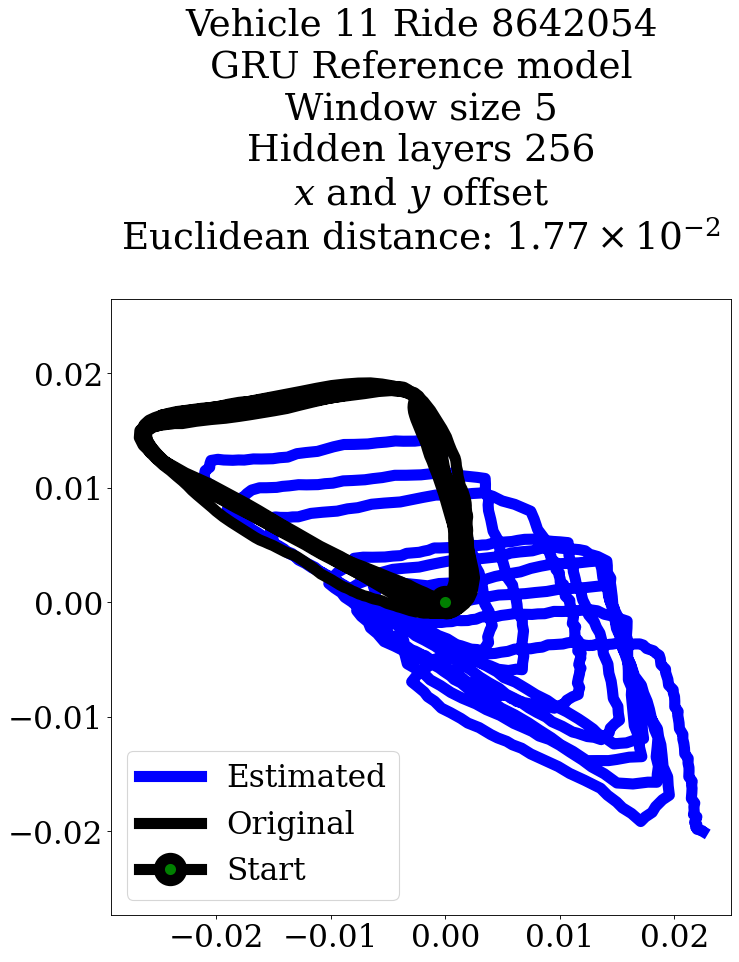 Vehicle 11 Ride 8642054
GRU Reference model
Window size 5
Hidden layers 256
x and y offset
Euclidean distance: 1.77 × 10⁻²
0.02
0.01
0.00
−0.01
−0.02
Estimated
Original
Start
−0.02 −0.01 0.00 0.01 0.02